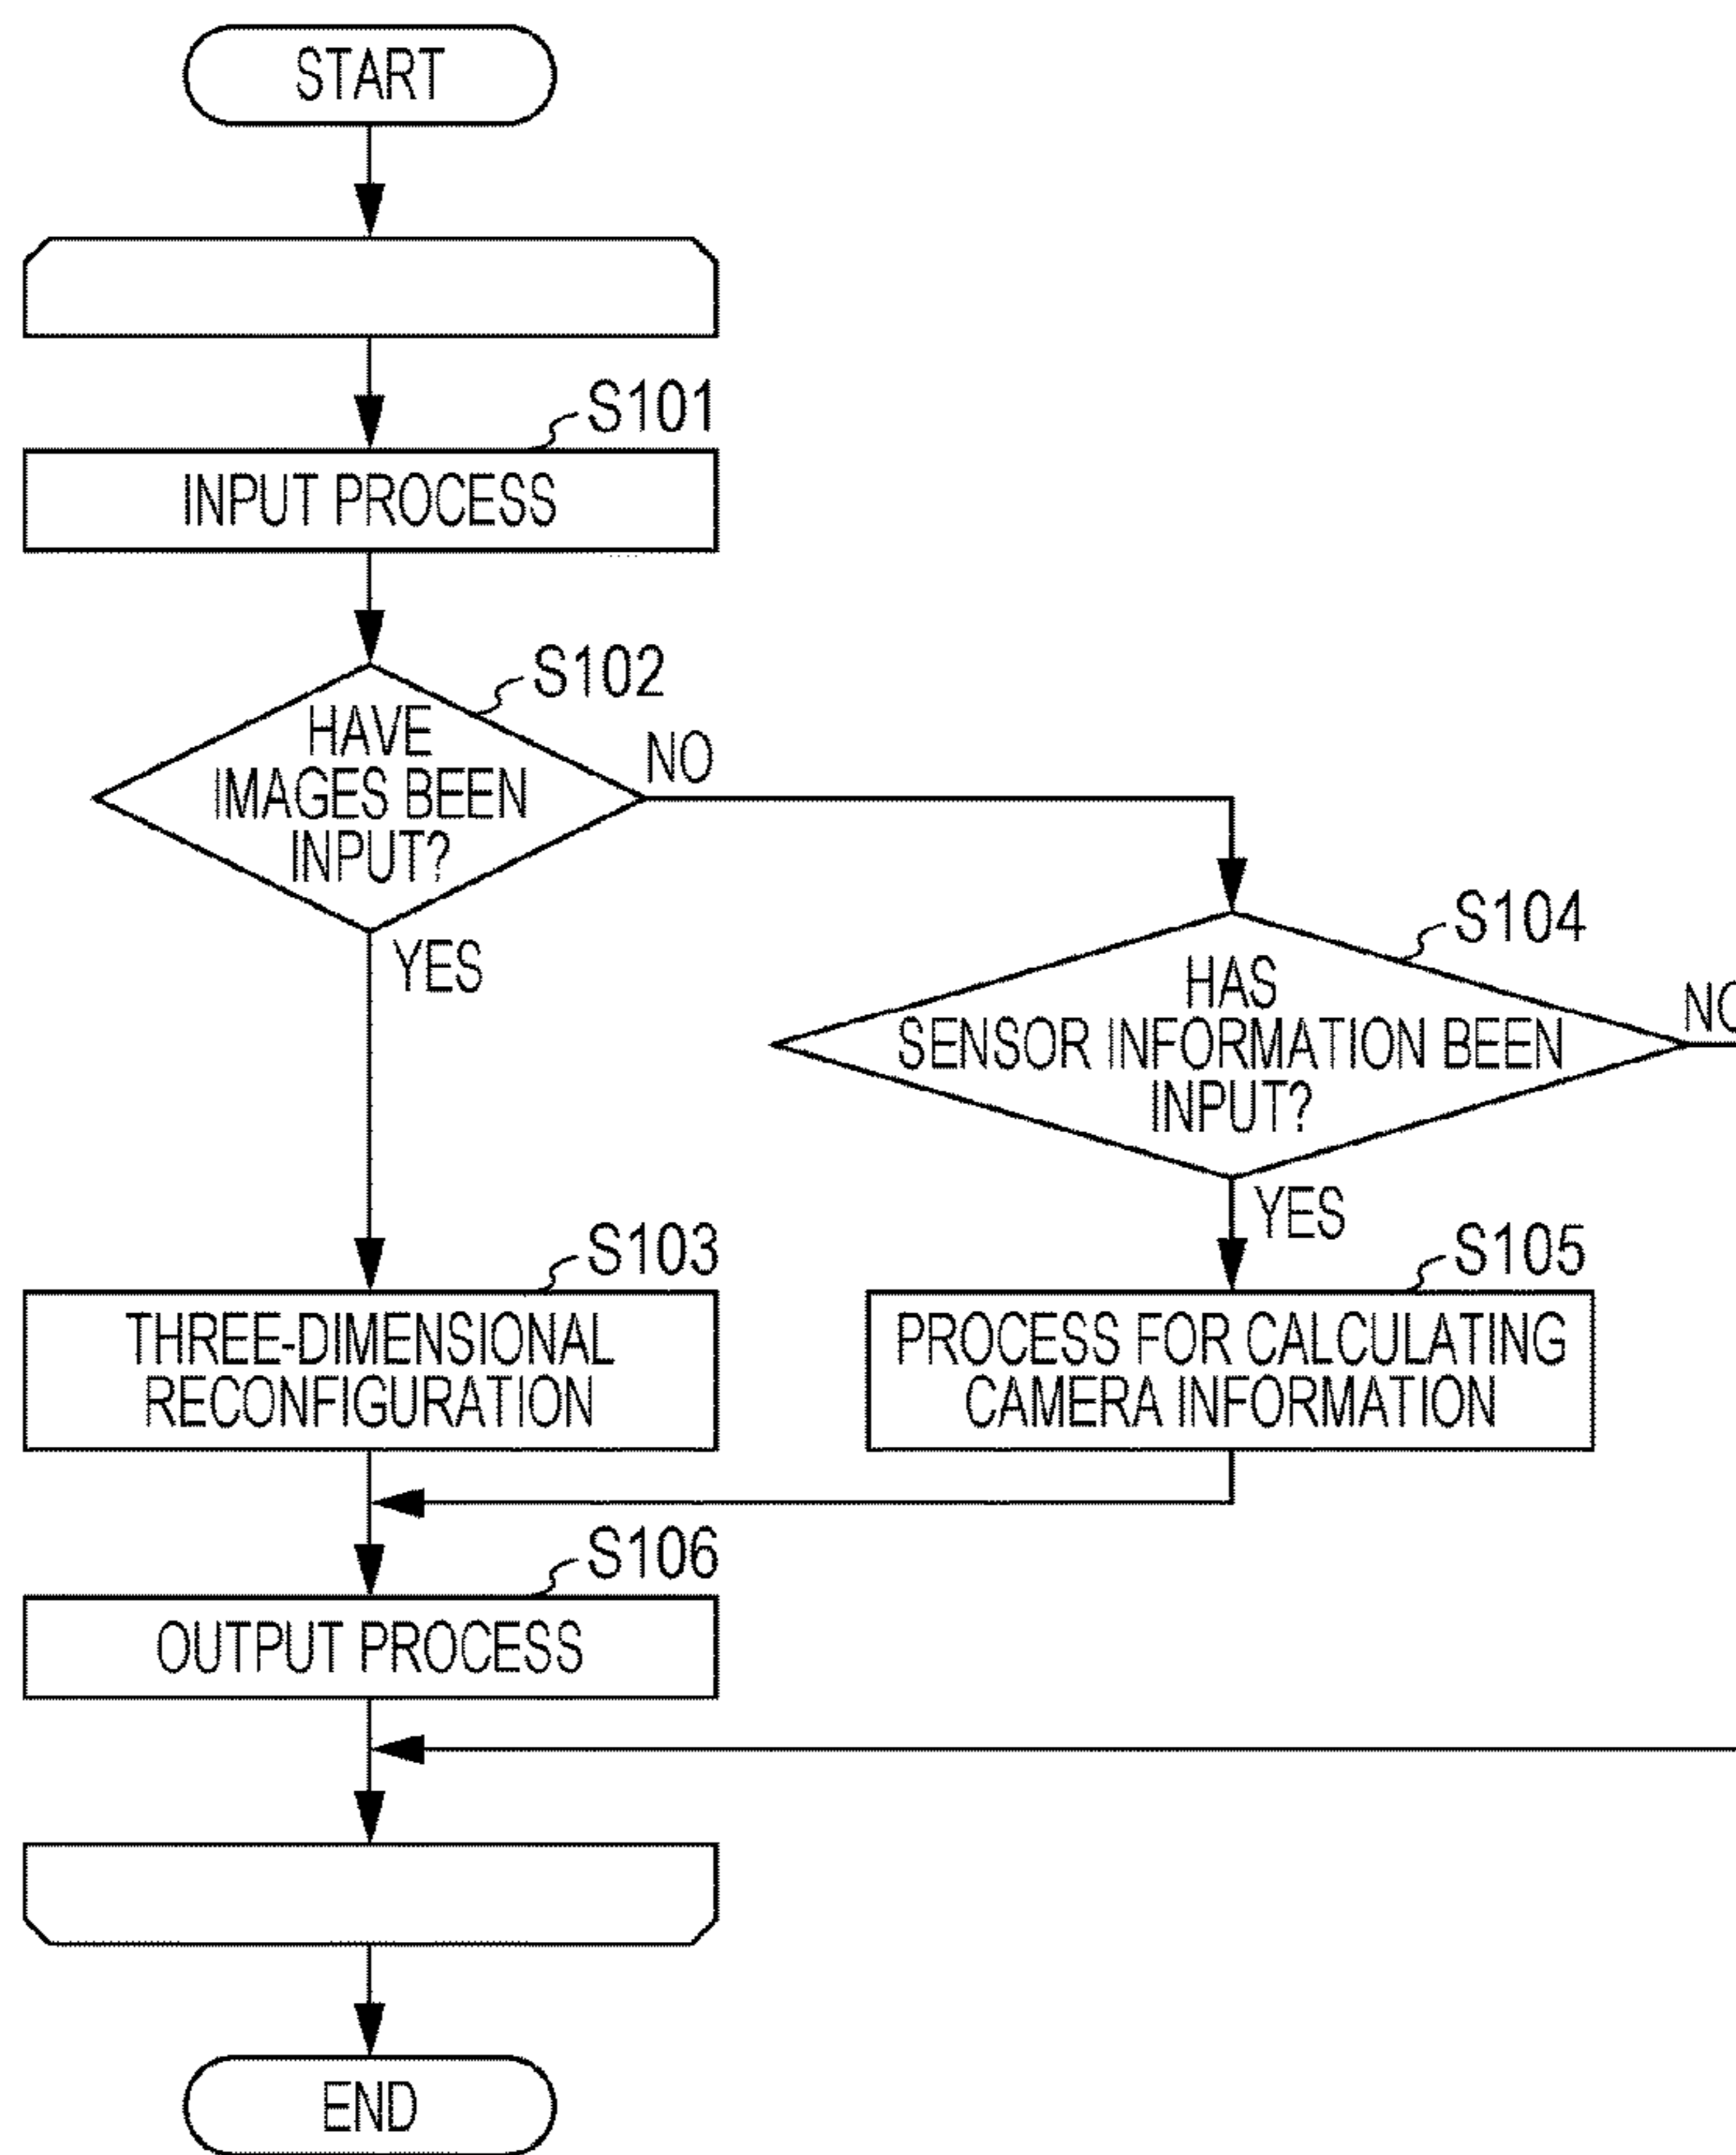 START
S101
INPUT PROCESS
S102
HAVE
IMAGES BEEN
INPUT?
NO
YES
S104
HAS
SENSOR INFORMATION BEEN
INPUT?
NO
YES
S103
THREE-DIMENSIONAL
RECONFIGURATION
S105
PROCESS FOR CALCULATING
CAMERA INFORMATION
S106
OUTPUT PROCESS
END